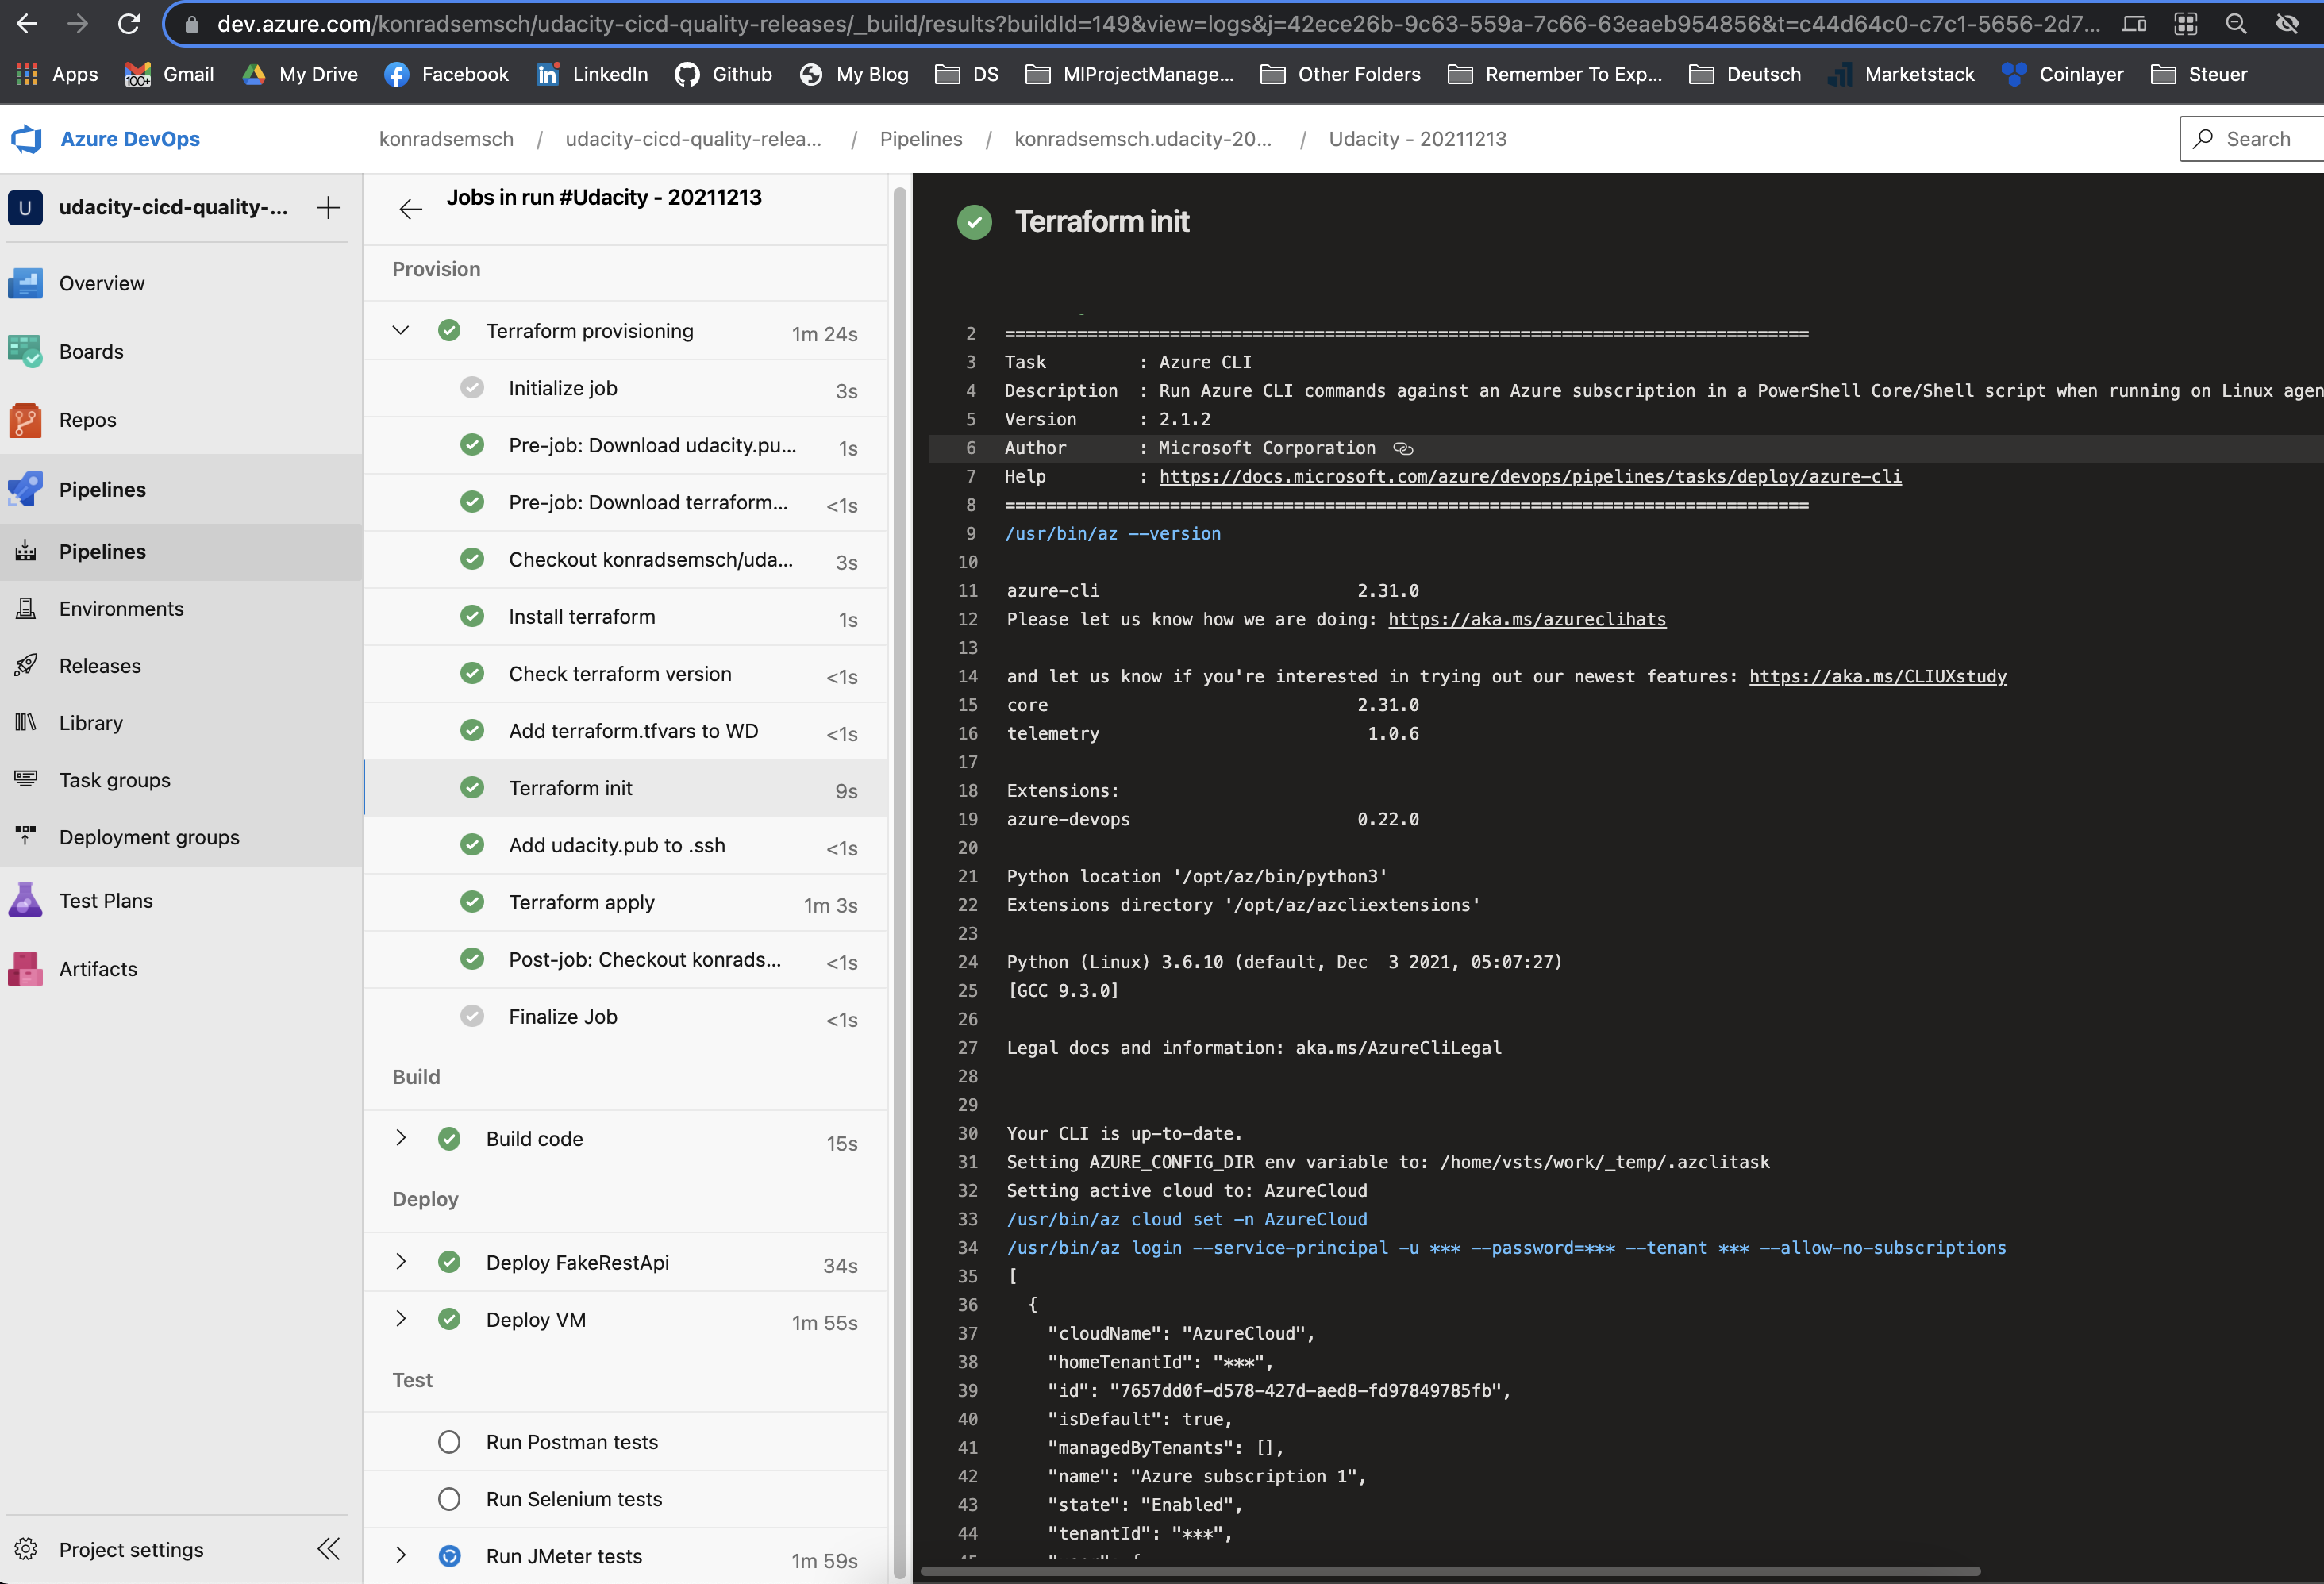 dev.azure.com/konradsemsch/udacity-cicd-quality-releases/_build/results?buildId=149&view=logs&j=42ece26b-9c63-559a-7c66-63eaeb954856&t=c44d64c0-c7c1-5656-2d7...
Apps
100+
Gmail
My Drive
Facebook
LinkedIn
Github
My Blog
DS
MlProjectManage...
Other Folders
Remember To Exp...
Deutsch
Marketstack
Coinlayer
Steuer
Azure DevOps
konradsemsch / udacity-cicd-quality-relea... / Pipelines / konradsemsch.udacity-20... / Udacity - 20211213
Search
U udacity-cicd-quality-...
Overview
Boards
Repos
Pipelines
Pipelines
Environments
Releases
Library
Task groups
Deployment groups
Test Plans
Artifacts
Project settings
Jobs in run #Udacity - 20211213
Provision
Terraform provisioning 1m 24s
Initialize job 3s
Pre-job: Download udacity.pu... 1s
Pre-job: Download terraform... <1s
Checkout konradsemsch/uda... 3s
Install terraform 1s
Check terraform version <1s
Add terraform.tfvars to WD <1s
Terraform init 9s
Add udacity.pub to .ssh <1s
Terraform apply 1m 3s
Post-job: Checkout konrads... <1s
Finalize Job <1s
Build
Build code 15s
Deploy
Deploy FakeRestApi 34s
Deploy VM 1m 55s
Test
Run Postman tests
Run Selenium tests
Run JMeter tests 1m 59s
Terraform init
2 ==============================================================================
3 Task : Azure CLI
4 Description : Run Azure CLI commands against an Azure subscription in a PowerShell Core/Shell script when running on Linux agen
5 Version : 2.1.2
6 Author : Microsoft Corporation
7 Help : https://docs.microsoft.com/azure/devops/pipelines/tasks/deploy/azure-cli
8 ==============================================================================
9 /usr/bin/az --version
10
11 azure-cli 2.31.0
12 Please let us know how we are doing: https://aka.ms/azureclihats
13
14 and let us know if you're interested in trying out our newest features: https://aka.ms/CLIUXstudy
15 core 2.31.0
16 telemetry 1.0.6
17
18 Extensions:
19 azure-devops 0.22.0
20
21 Python location '/opt/az/bin/python3'
22 Extensions directory '/opt/az/azcliextensions'
23
24 Python (Linux) 3.6.10 (default, Dec 3 2021, 05:07:27)
25 [GCC 9.3.0]
26
27 Legal docs and information: aka.ms/AzureCliLegal
28
29
30 Your CLI is up-to-date.
31 Setting AZURE_CONFIG_DIR env variable to: /home/vsts/work/_temp/.azclitask
32 Setting active cloud to: AzureCloud
33 /usr/bin/az cloud set -n AzureCloud
34 /usr/bin/az login --service-principal -u *** --password=*** --tenant *** --allow-no-subscriptions
35 [
36 {
37 "cloudName": "AzureCloud",
38 "homeTenantId": "***",
39 "id": "7657dd0f-d578-427d-aed8-fd97849785fb",
40 "isDefault": true,
41 "managedByTenants": [],
42 "name": "Azure subscription 1",
43 "state": "Enabled",
44 "tenantId": "***",